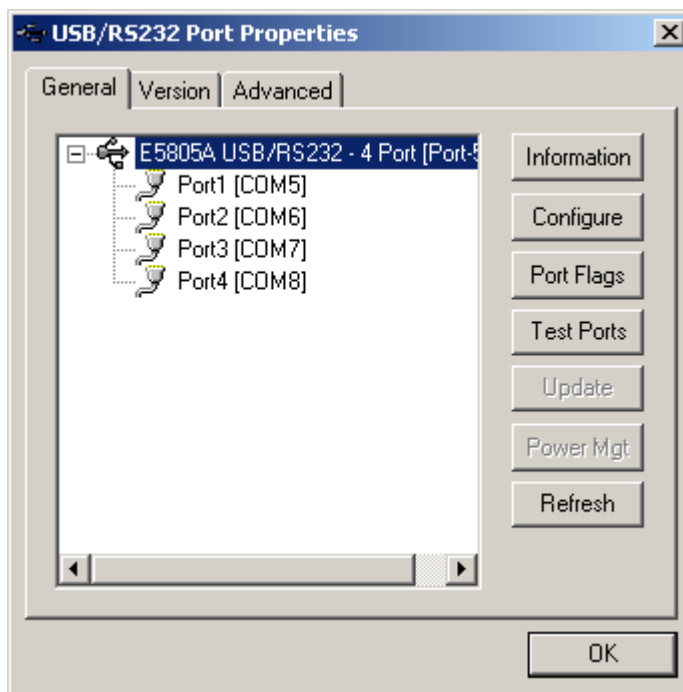 USB/RS232 Port Properties
General
Version
Advanced
E5805A USB/RS232 - 4 Port [Port-5
Port1 [COM5]
Port2 [COM6]
Port3 [COM7]
Port4 [COM8]
Information
Configure
Port Flags
Test Ports
Update
Power Mgt
Refresh
OK